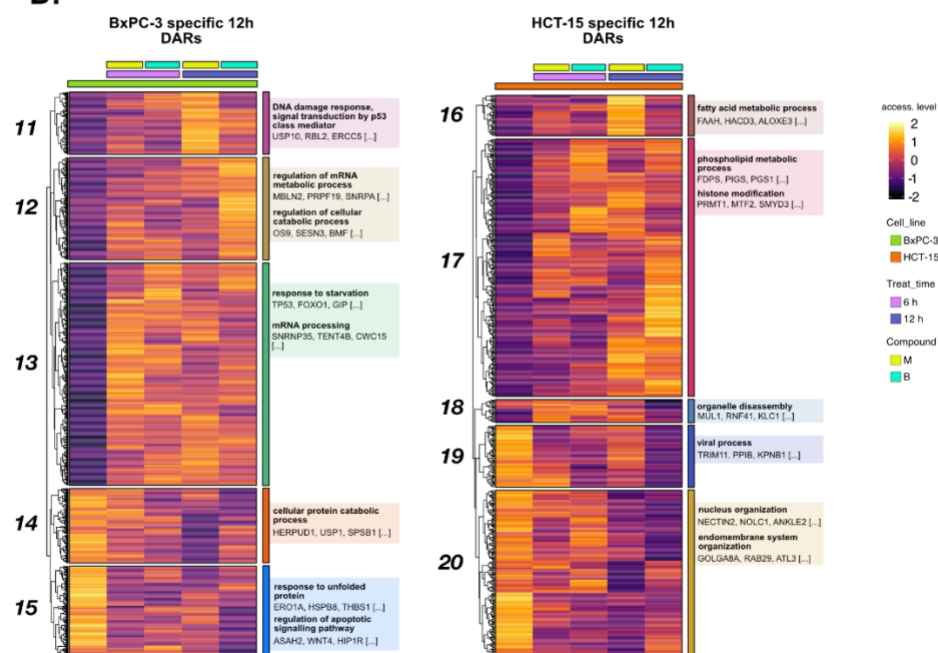 BxPC-3 specific 12h
DARs
11
DNA damage response,
signal transduction by p53
class mediator
USP10, RBL2, ERCC5 [...]
12
regulation of mRNA
metabolic process
MBLN2, PRPF19, SNRPA [...]
regulation of cellular
catabolic process
OS9, SESN3, BMF [...]
13
response to starvation
TP53, FOXO1, GIP [...]
mRNA processing
SNRNP35, TENT4B, CWC15
[...]
14
cellular protein catabolic
process
HERPUD1, USP1, SPSB1 [...]
15
response to unfolded
protein
ERO1A, HSPB8, THBS1 [...]
regulation of apoptotic
signalling pathway
ASAH2, WNT4, HIP1R [...]
HCT-15 specific 12h
DARs
16
fatty acid metabolic process
FAAH, HACD3, ALOXE3 [...]
17
phospholipid metabolic
process
FDPS, PIGS, PGS1 [...]
histone modification
PRMT1, MTF2, SMYD3 [...]
18
organelle disassembly
MUL1, RNF41, KLC1 [...]
19
viral process
TRIM11, PPIB, KPNB1 [...]
20
nucleus organization
NECTIN2, NOLC1, ANKLE2 [...]
endomembrane system
organization
GOLGA8A, RAB29, ATL3 [...]
access. level
2
1
0
-1
-2
Cell_line
BxPC-3
HCT-15
Treat_time
6 h
12 h
Compound
M
B